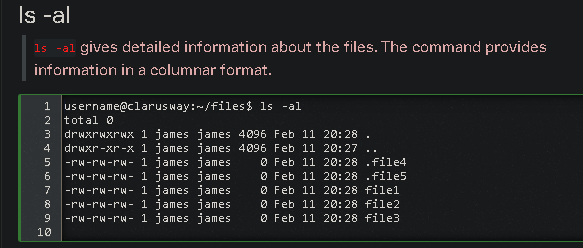 ls -al
ls -al gives detailed information about the files. The command provides
information in a columnar format.
1 username@clarusway:~/files$ ls -al
2 total 0
3 drwxrwxrwx 1 james james 4096 Feb 11 20:28 .
4 drwxr-xr-x 1 james james 4096 Feb 11 20:27 ..
5 -rw-rw-rw- 1 james james    0 Feb 11 20:28 .file4
6 -rw-rw-rw- 1 james james    0 Feb 11 20:28 .file5
7 -rw-rw-rw- 1 james james    0 Feb 11 20:28 file1
8 -rw-rw-rw- 1 james james    0 Feb 11 20:28 file2
9 -rw-rw-rw- 1 james james    0 Feb 11 20:28 file3
10